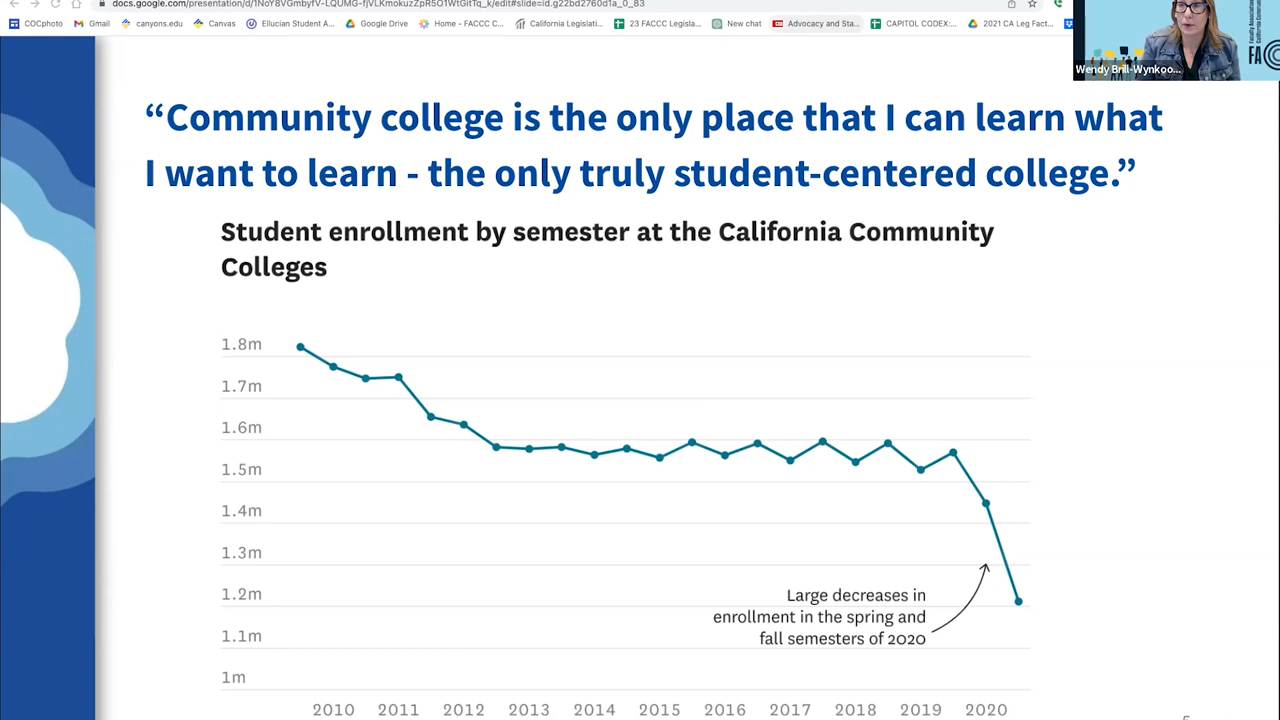 docs.google.com/presentation/d/1NoY8VGmbyfV-LQUMG-fjVLKmokuzZpR5O1WtGitTq_k/edit#slide=id.g22bd2760d1a_0_83
COCphoto
Gmail
canyons.edu
Canvas
Ellucian Student A...
Google Drive
Home - FACCC C...
California Legislati...
23 FACCC Legisla...
New chat
Advocacy and Sta...
CAPITOL CODEX:...
2021 CA Leg Fact...
Wendy Brill-Wynkoo...
“Community college is the only place that I can learn what
I want to learn - the only truly student-centered college.”
Student enrollment by semester at the California Community
Colleges
1.8m
1.7m
1.6m
1.5m
1.4m
1.3m
1.2m
1.1m
1m
Large decreases in
enrollment in the spring and
fall semesters of 2020
2010 2011 2012 2013 2014 2015 2016 2017 2018 2019 2020